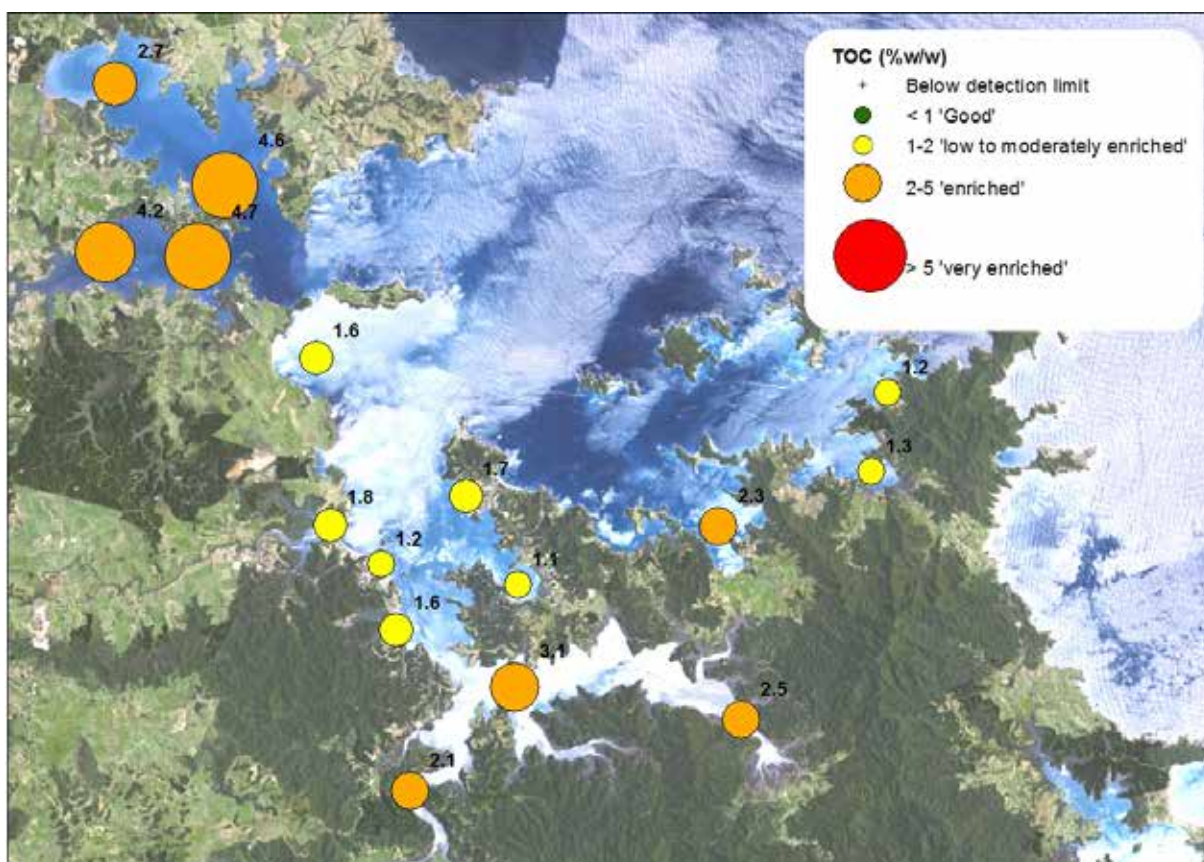 TOC (%w/w)
Below detection limit
< 1 'Good'
1-2 'low to moderately enriched'
2-5 'enriched'
> 5 'very enriched'
2.7
4.6
4.2
4.7
1.6
1.2
1.3
1.7
2.3
1.8
1.2
1.1
1.6
3.1
2.5
2.1